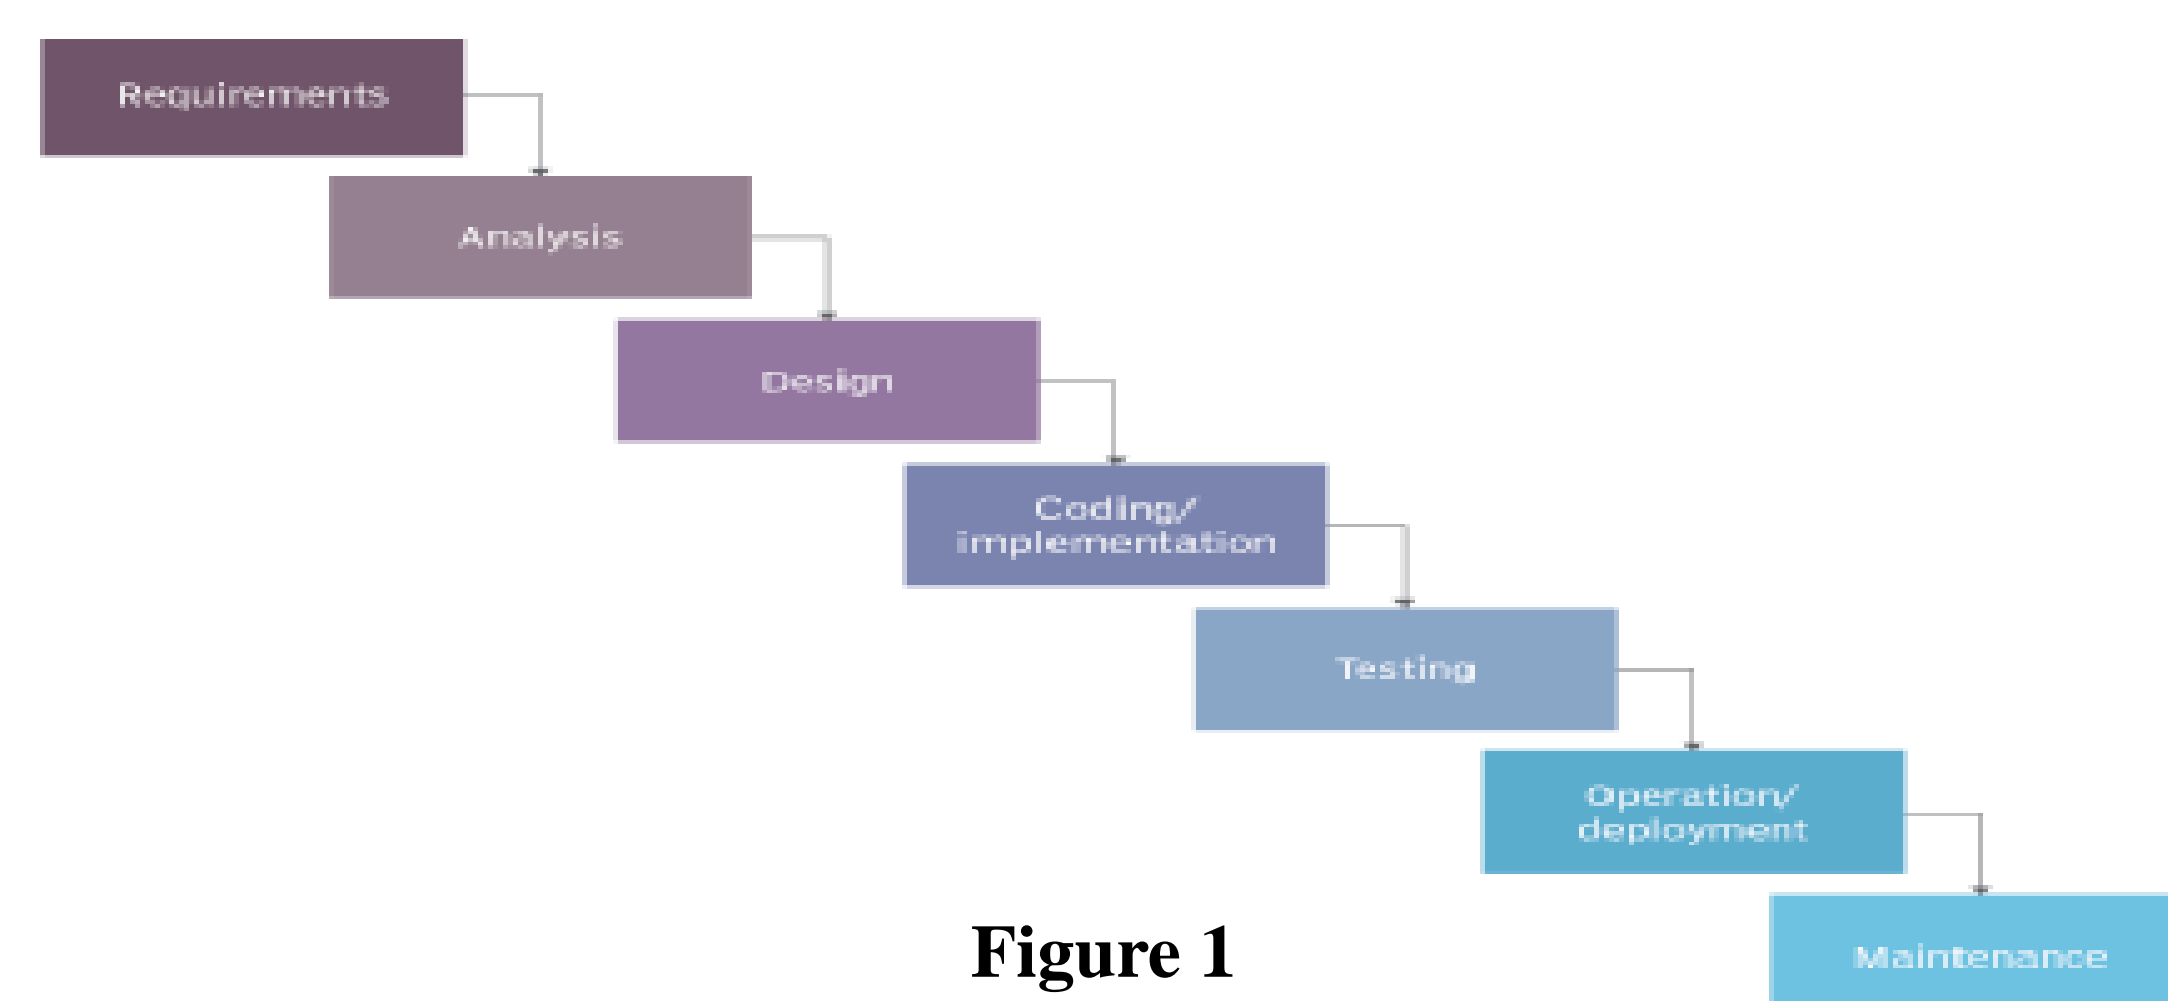 Requirements
Analysis
Design
Coding/
implementation
Testing
Operation/
deployment
Maintenance
Figure 1